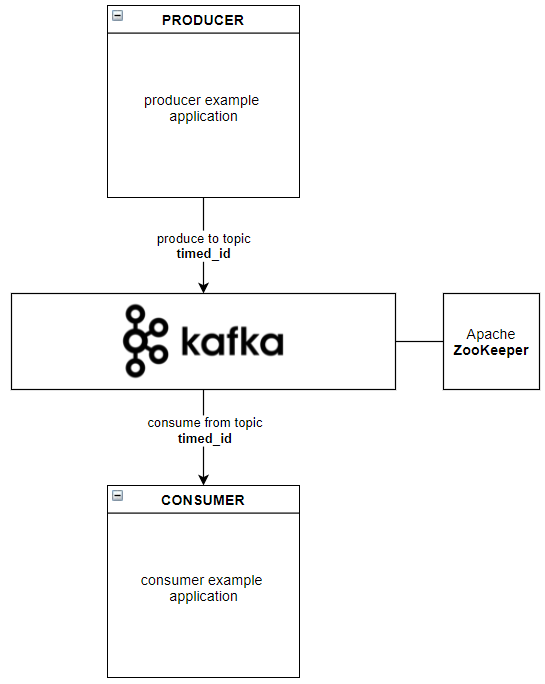 PRODUCER
producer example
application
produce to topic
timed_id
kafka
Apache
ZooKeeper
consume from topic
timed_id
CONSUMER
consumer example
application